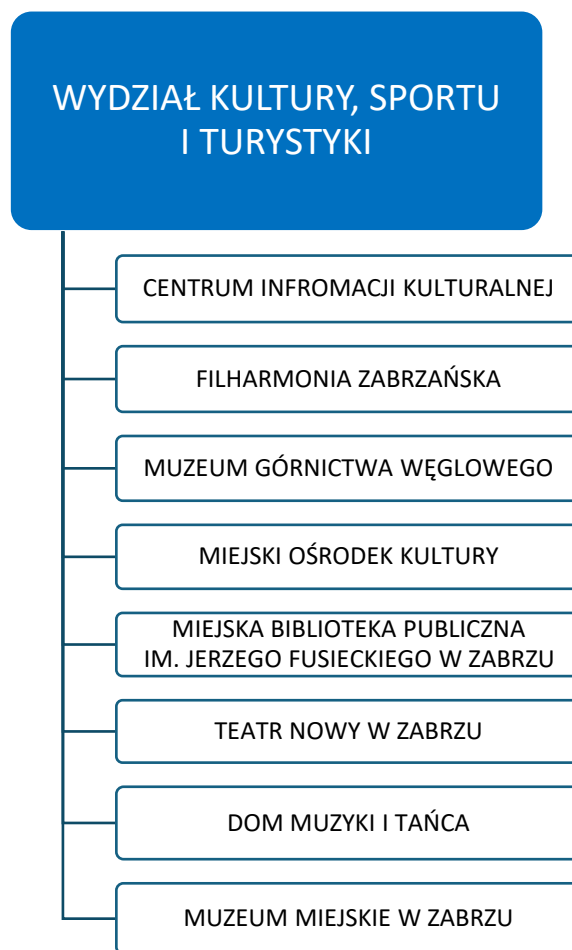 WYDZIAŁ KULTURY, SPORTU
I TURYSTYKI
CENTRUM INFROMACJI KULTURALNEJ
FILHARMONIA ZABRZAŃSKA
MUZEUM GÓRNICTWA WĘGLOWEGO
MIEJSKI OŚRODEK KULTURY
MIEJSKA BIBLIOTEKA PUBLICZNA
IM. JERZEGO FUSIECKIEGO W ZABRZU
TEATR NOWY W ZABRZU
DOM MUZYKI I TAŃCA
MUZEUM MIEJSKIE W ZABRZU